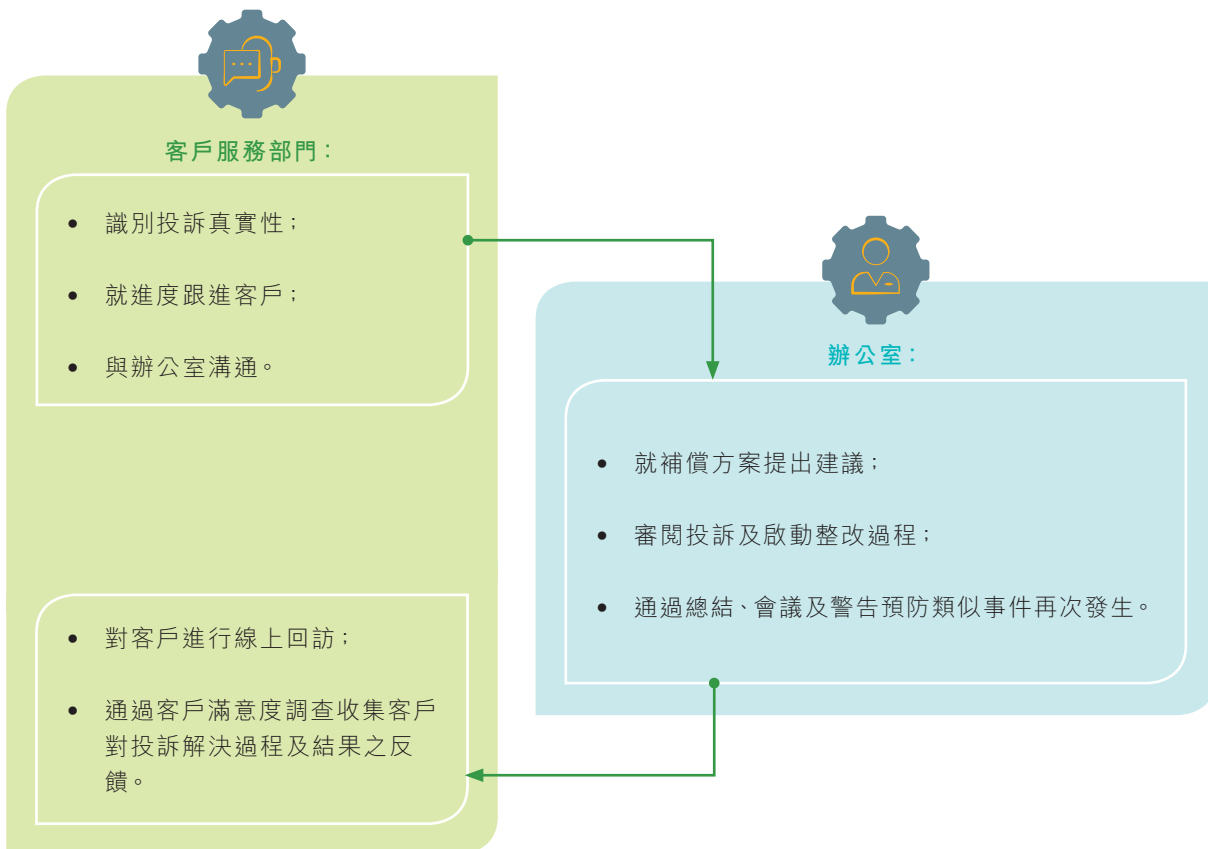 客戶服務部門：
• 識別投訴真實性；
• 就進度跟進客戶；
• 與辦公室溝通。
辦公室：
• 就補償方案提出建議；
• 審閱投訴及啟動整改過程；
• 通過總結、會議及警告預防類似事件再次發生。
• 對客戶進行線上回訪；
• 通過客戶滿意度調查收集客戶
對投訴解決過程及結果之反
饋。